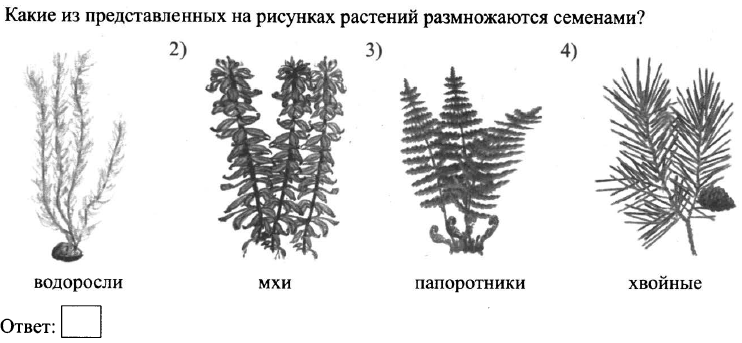 Какие из представленных на рисунках растений размножаются семенами?
2) 3) 4)
водоросли мхи папоротники хвойные
Ответ: